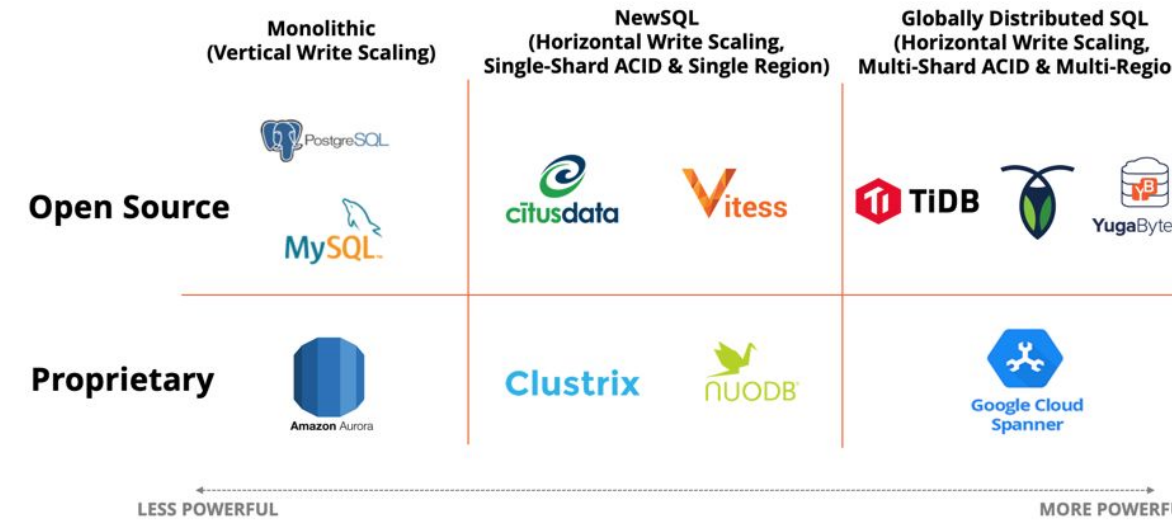 Monolithic
(Vertical Write Scaling)
NewSQL
(Horizontal Write Scaling,
Single-Shard ACID & Single Region)
Globally Distributed SQL
(Horizontal Write Scaling,
Multi-Shard ACID & Multi-Regio
Open Source
PostgreSQL
MySQL
citusdata
Vitess
TiDB
YB
YugaByte
Proprietary
Amazon Aurora
Clustrix
NUODB
Google Cloud
Spanner
LESS POWERFUL
MORE POWERF